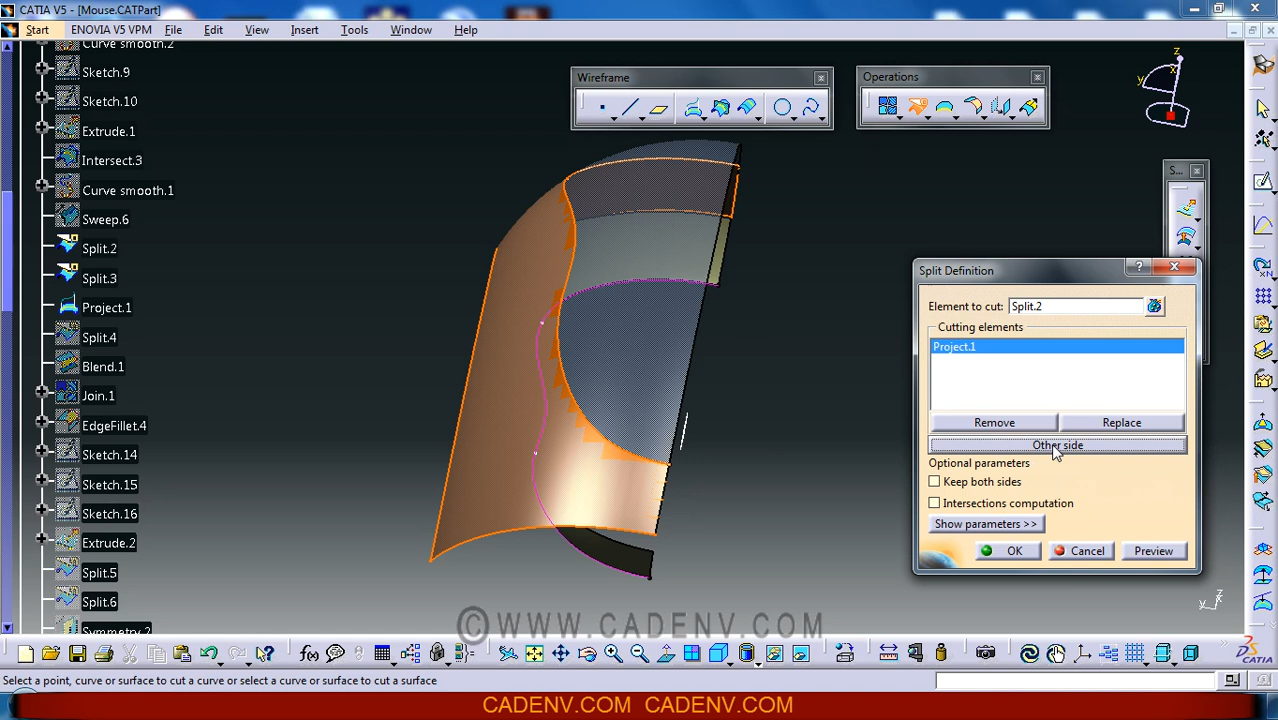 CATIA V5 - [Mouse.CATPart]
Start ENOVIA V5 VPM File Edit View Insert Tools Window Help
Curve smooth.2
Sketch.9
Sketch.10
Extrude.1
Intersect.3
Curve smooth.1
Sweep.6
Split.2
Split.3
Project.1
Split.4
Blend.1
Join.1
EdgeFillet.4
Sketch.14
Sketch.15
Sketch.16
Extrude.2
Split.5
Split.6
Symmetry.2
Wireframe
Operations
z
y
x
S...
Split Definition
Element to cut: Split.2
Cutting elements
Project.1
Remove Replace
Other side
Optional parameters
Keep both sides
Intersections computation
Show parameters >>
OK Cancel Preview
©WWW.CADENV.COM
Select a point, curve or surface to cut a curve or select a curve or surface to cut a surface
CADENV.COM CADENV.COM